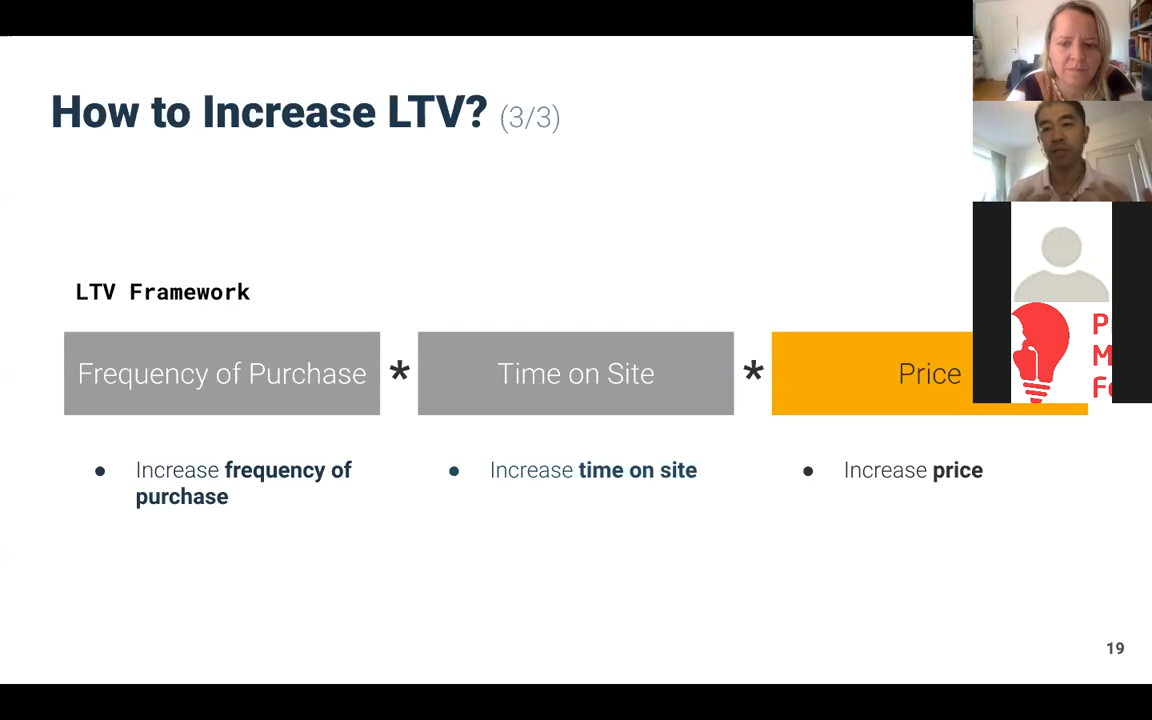 How to Increase LTV? (3/3)
LTV Framework
Frequency of Purchase * Time on Site * Price
● Increase frequency of
purchase
● Increase time on site
● Increase price
P
M
19